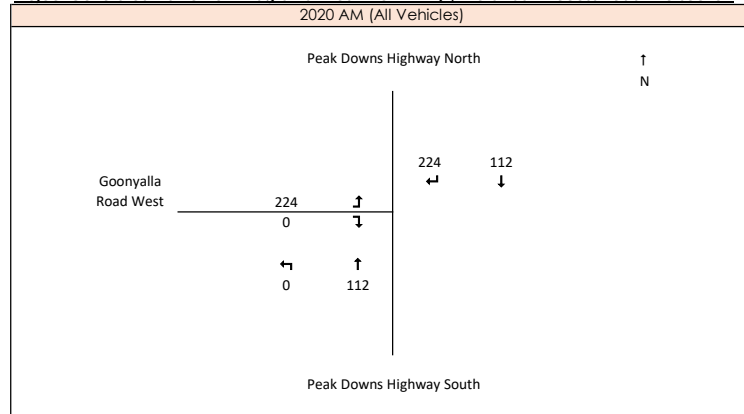 2020 AM (All Vehicles)
Peak Downs Highway North
↑
N
224 112
↵ ↓
Goonyalla
Road West
224 ⮥
0 ⮧
↰ ↑
0 112
Peak Downs Highway South